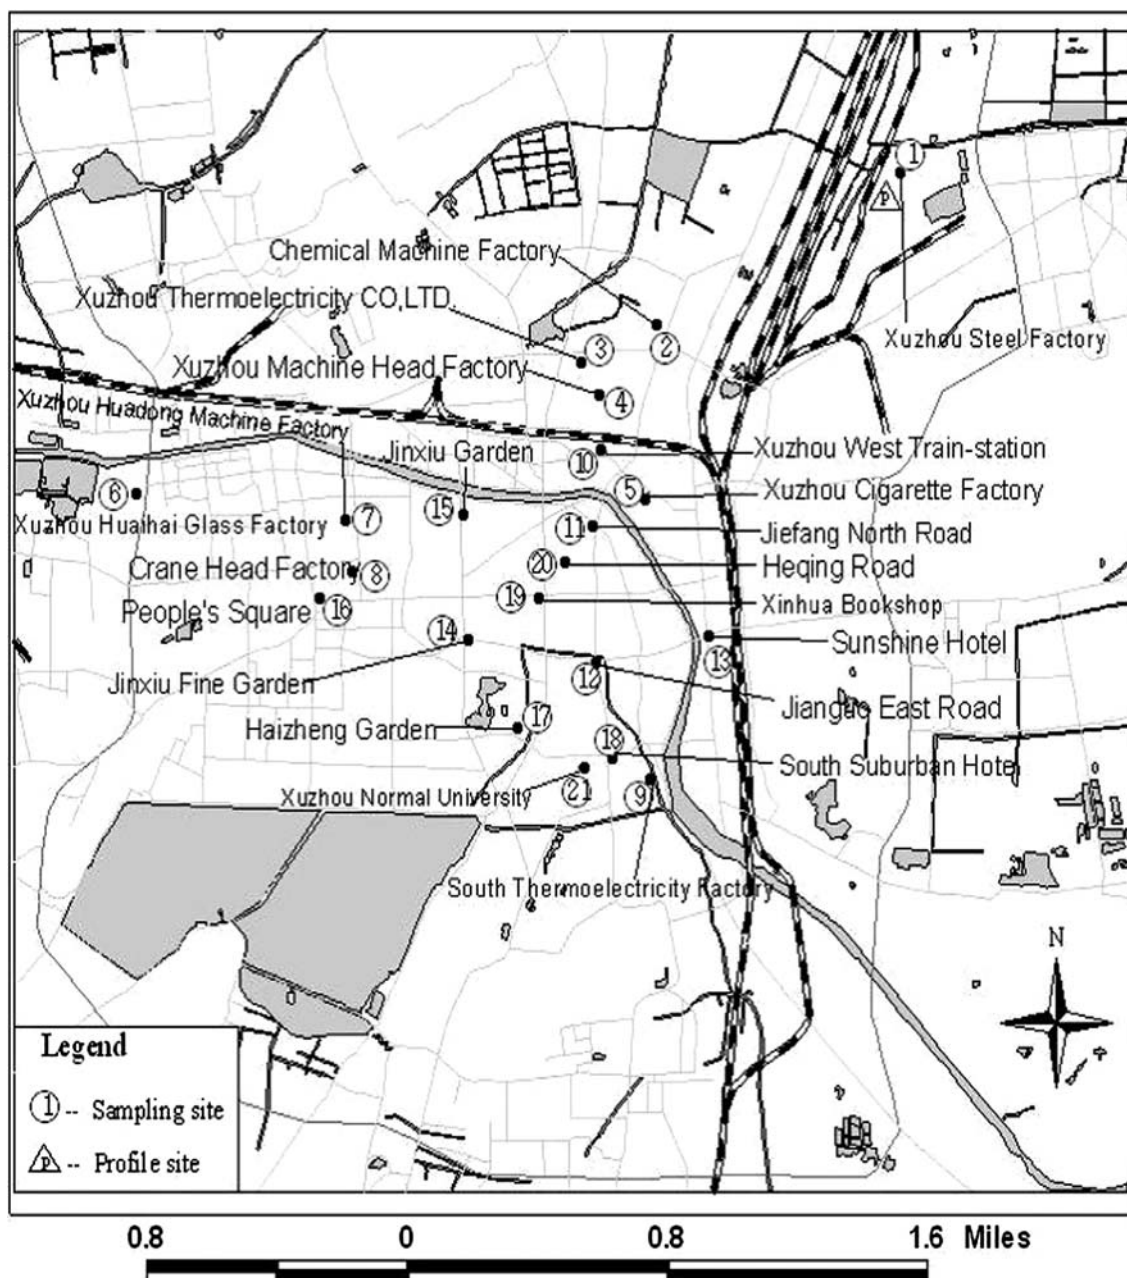 1
P
Chemical Machine Factory
Xuzhou Thermoelectricity CO,LTD.
3
2
Xuzhou Steel Factory
Xuzhou Machine Head Factory
4
Xuzhou Huadong Machine Factory
Jinxiu Garden
10
Xuzhou West Train-station
6
5
Xuzhou Cigarette Factory
15
7
Xuzhou Huaihai Glass Factory
11
Jiefang North Road
Crane Head Factory
8
20
Heqing Road
People's Square
16
19
Xinhua Bookshop
14
13
Sunshine Hotel
Jinxiu Fine Garden
12
Jianguo East Road
Haizheng Garden
17
18
South Suburban Hotel
Xuzhou Normal University
21
9
South Thermoelectricity Factory
N
Legend
1 -- Sampling site
P -- Profile site
0.8 0 0.8 1.6 Miles